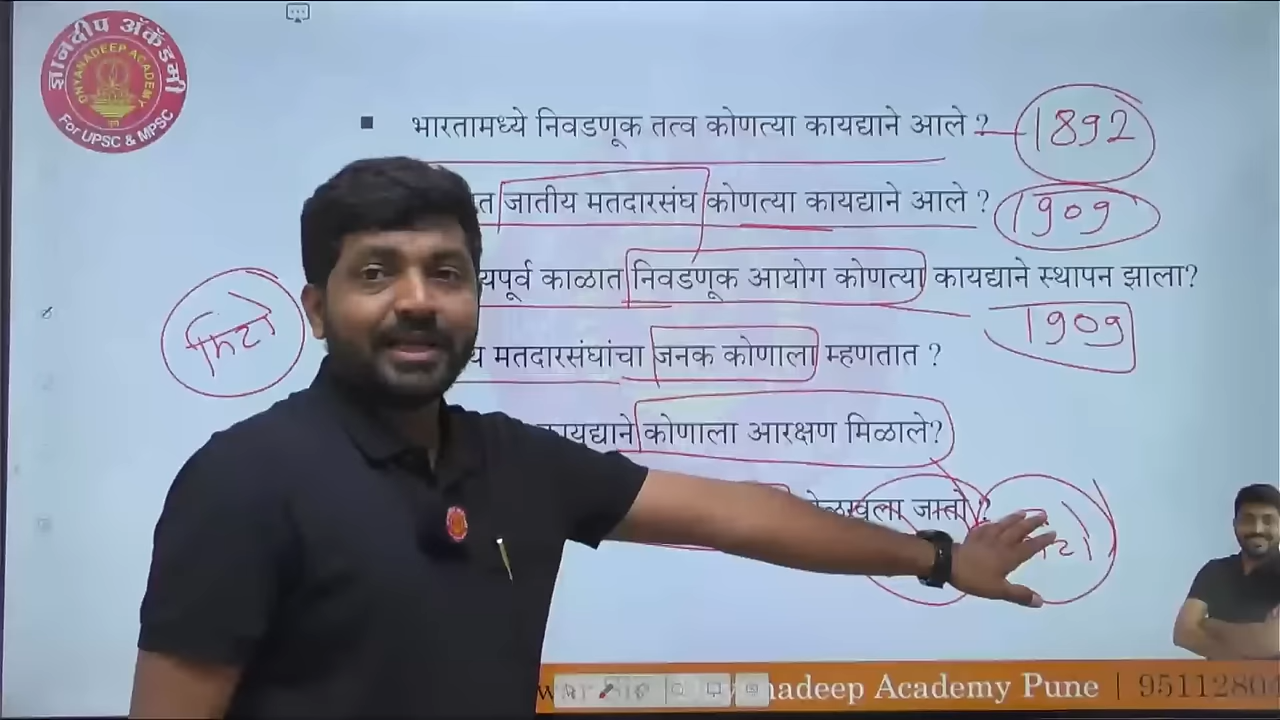 ज्ञानदीप अॅकॅडमी
DNYANADEEP ACADEMY
पुणे
For UPSC & MPSC
▪ भारतामध्ये निवडणूक तत्व कोणत्या कायद्याने आले ? 1892
त जातीय मतदारसंघ कोणत्या कायद्याने आले ? 1909
यपूर्व काळात निवडणूक आयोग कोणत्या कायद्याने स्थापन झाला?
1909
मिंटो
य मतदारसंघांचा जनक कोणाला म्हणतात ?
कायद्याने कोणाला आरक्षण मिळाले?
ओळखला जातो ?
nadeep Academy Pune | 9511280